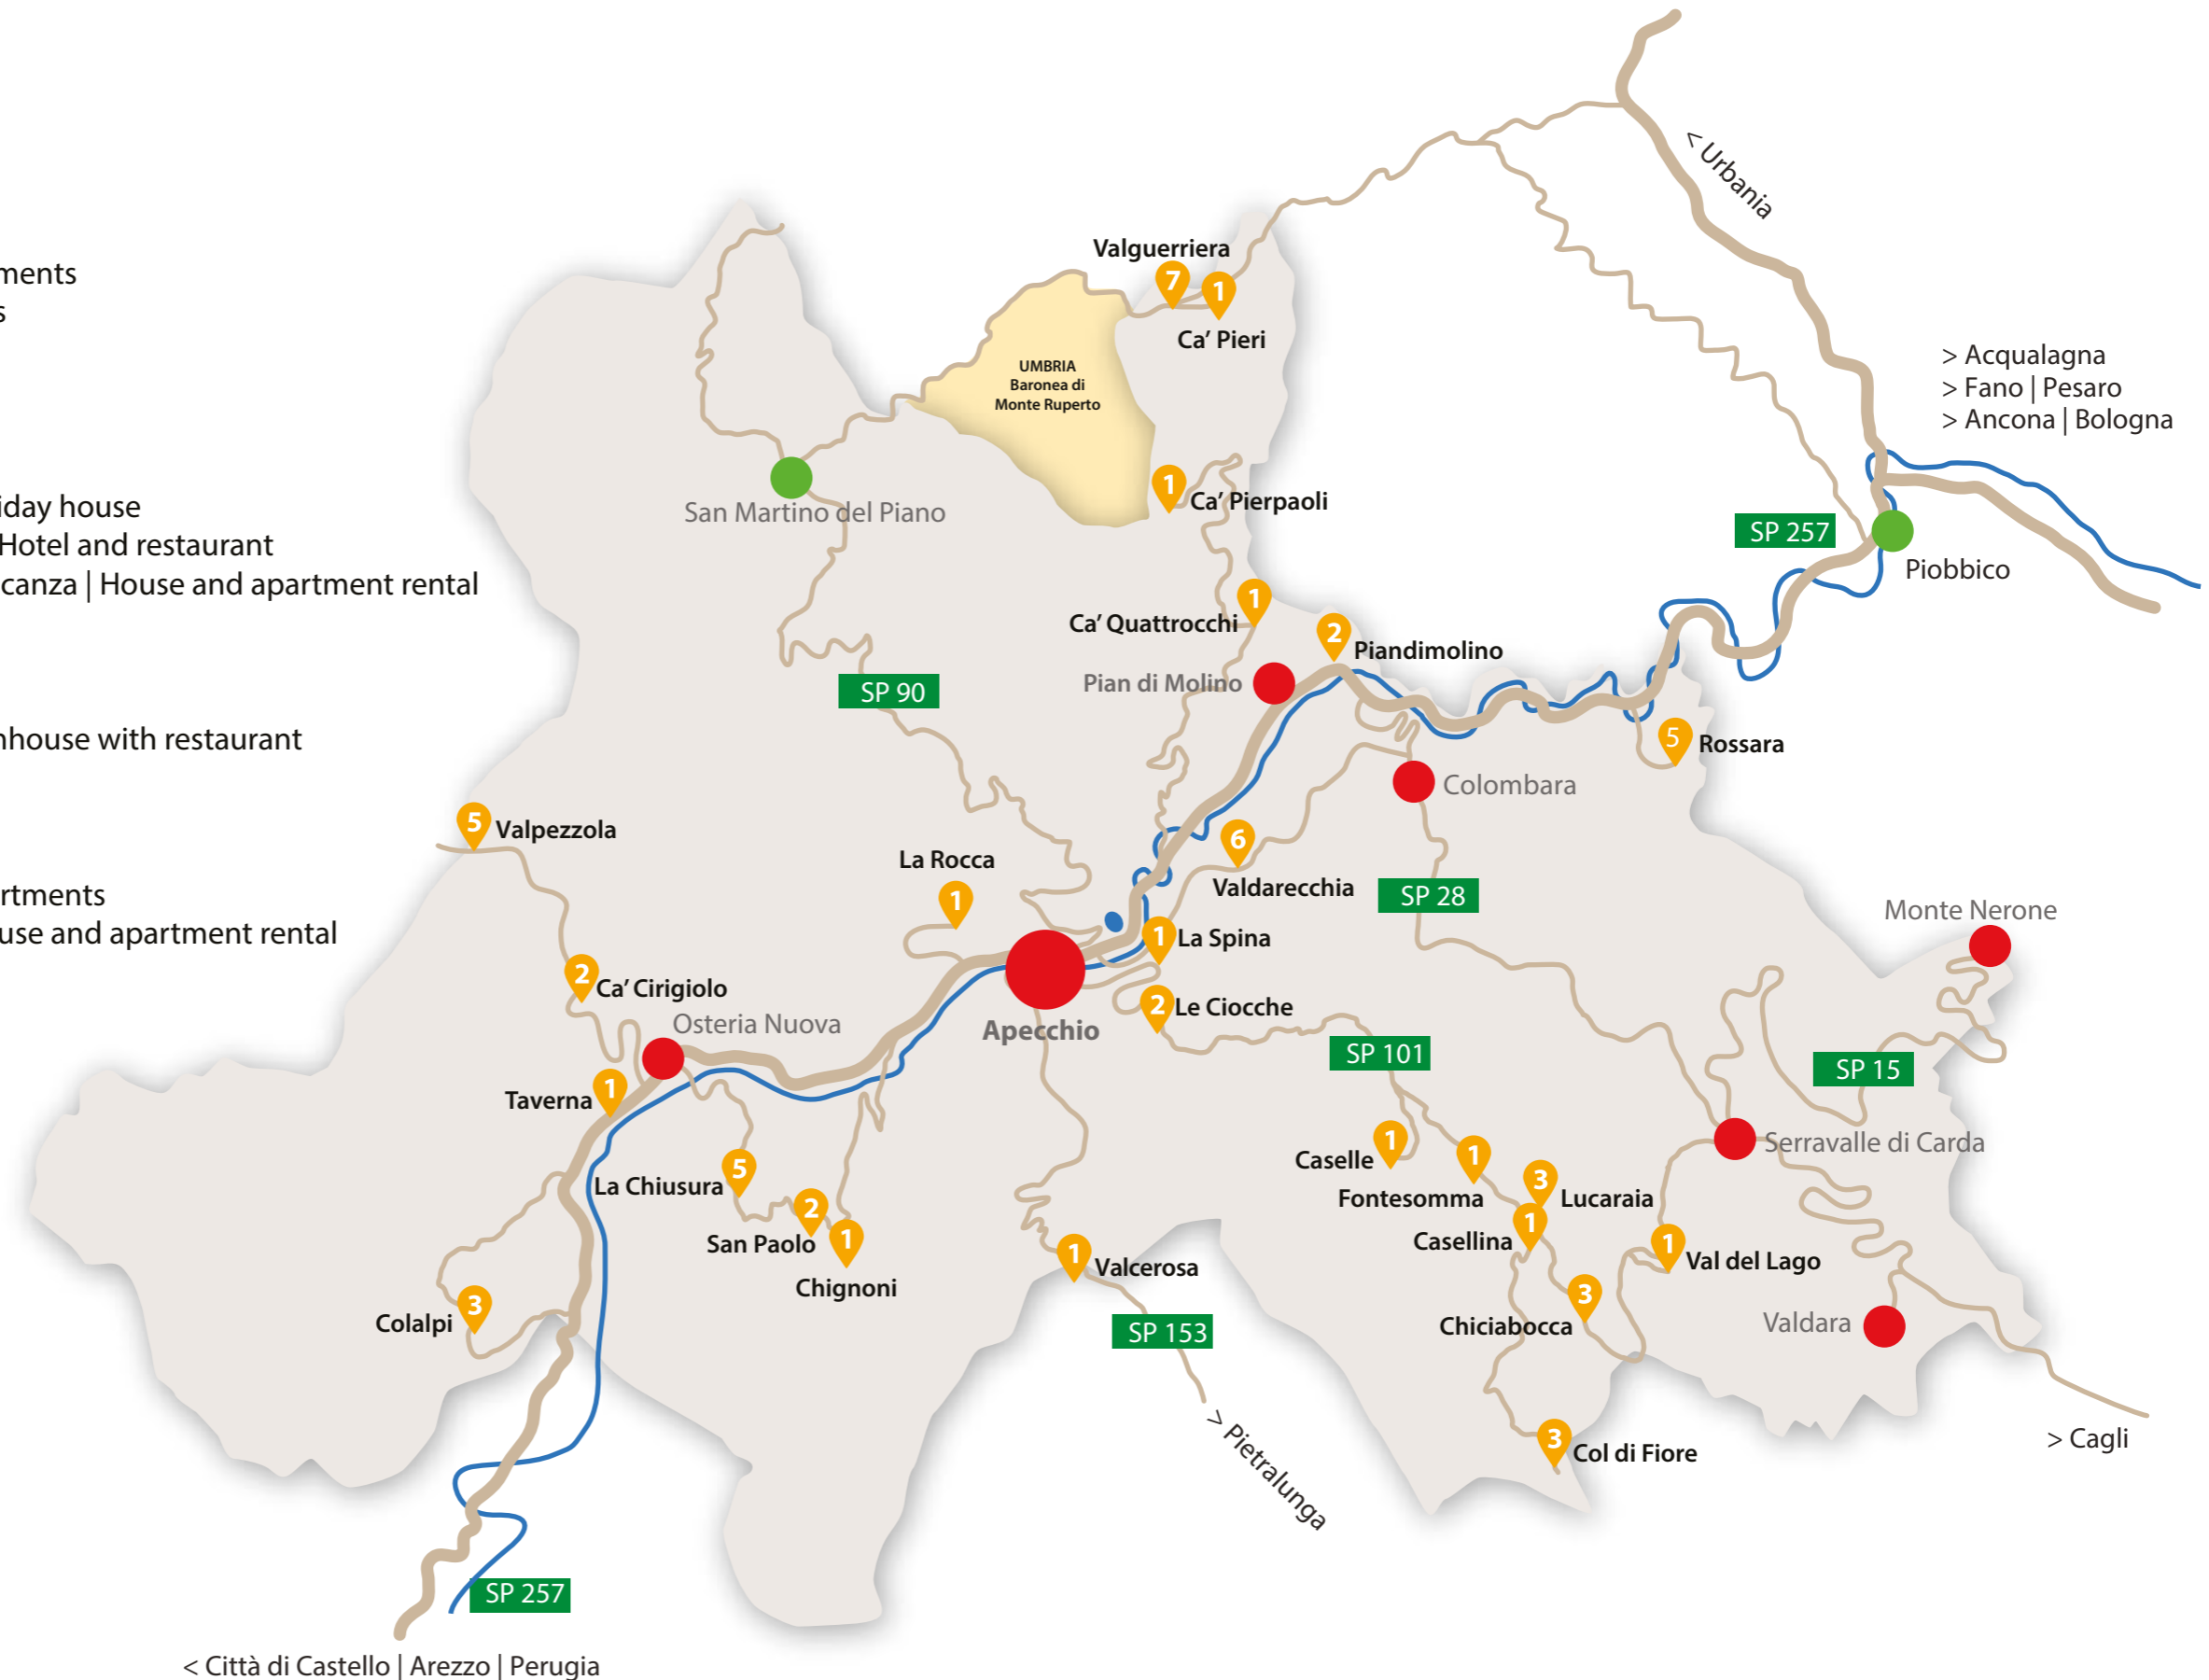 ments
s
iday house
Hotel and restaurant
canza | House and apartment rental
nhouse with restaurant
rtments
use and apartment rental
< Urbania
Valguerriera
7
1
Ca' Pieri
UMBRIA
Baronea di
Monte Ruperto
> Acqualagna
> Fano | Pesaro
> Ancona | Bologna
San Martino del Piano
1
Ca' Pierpaoli
SP 257
Piobbico
1
Ca' Quattrocchi
2
Piandimolino
Pian di Molino
SP 90
5
Rossara
Colombara
5
Valpezzola
6
Valdarecchia
La Rocca
1
SP 28
Monte Nerone
1
La Spina
2
Ca' Cirigiolo
2
Le Ciocche
Osteria Nuova
Apecchio
SP 101
SP 15
1
Taverna
1
Caselle
Serravalle di Carda
5
La Chiusura
1
Fontesomma
3
Lucaraia
2
San Paolo
1
Chignoni
1
Casellina
1
Valcerosa
1
Val del Lago
3
Colalpi
3
Chiciabocca
SP 153
Valdara
> Pietralunga
3
Col di Fiore
> Cagli
SP 257
< Città di Castello | Arezzo | Perugia